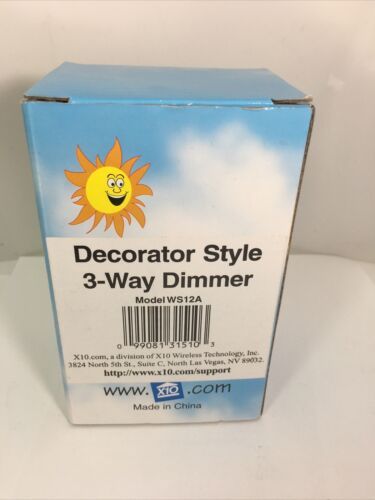 Decorator Style
3-Way Dimmer
Model WS12A
0 99081 31510 3
X10.com, a division of X10 Wireless Technology, Inc.
3824 North 5th St., Suite C, North Las Vegas, NV 89032.
http://www.x10.com/support
www.X10.com
Made in China